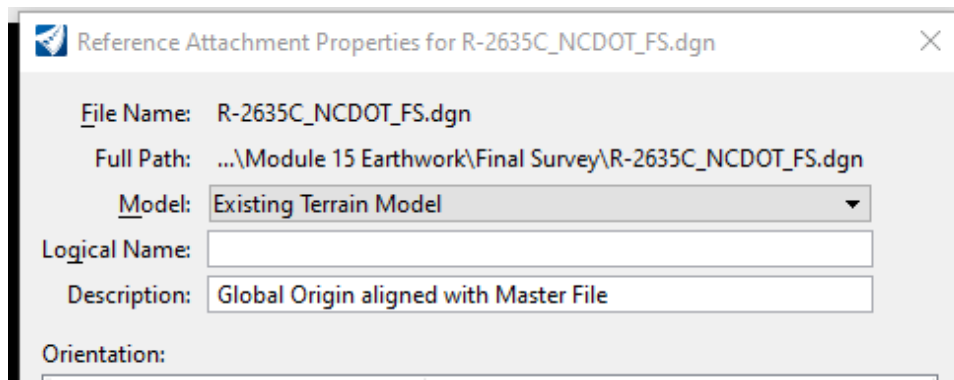 Reference Attachment Properties for R-2635C_NCDOT_FS.dgn
File Name: R-2635C_NCDOT_FS.dgn
Full Path: ...\Module 15 Earthwork\Final Survey\R-2635C_NCDOT_FS.dgn
Model: Existing Terrain Model
Logical Name:
Description: Global Origin aligned with Master File
Orientation: